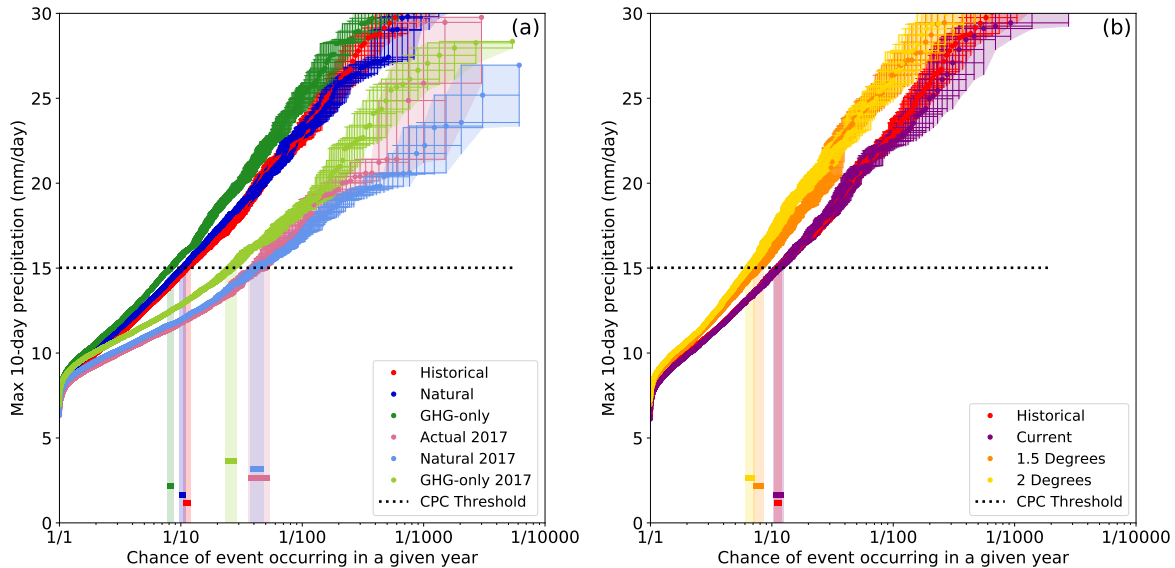 (a)
Max 10-day precipitation (mm/day)
30
25
20
15
10
5
0
Historical
Natural
GHG-only
Actual 2017
Natural 2017
GHG-only 2017
CPC Threshold
1/1
1/10
1/100
1/1000
1/10000
Chance of event occurring in a given year
(b)
Max 10-day precipitation (mm/day)
30
25
20
15
10
5
0
Historical
Current
1.5 Degrees
2 Degrees
CPC Threshold
1/1
1/10
1/100
1/1000
1/10000
Chance of event occurring in a given year